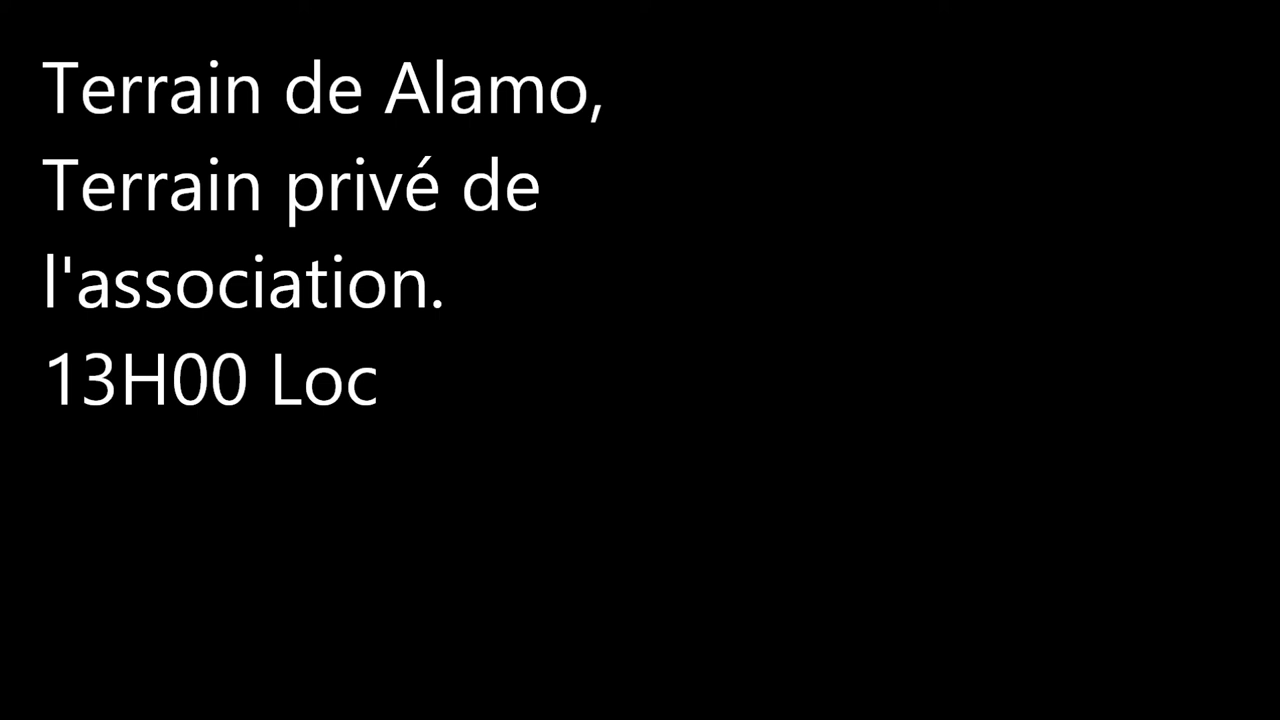 Terrain de Alamo,
Terrain privé de
l'association.
13H00 Loc